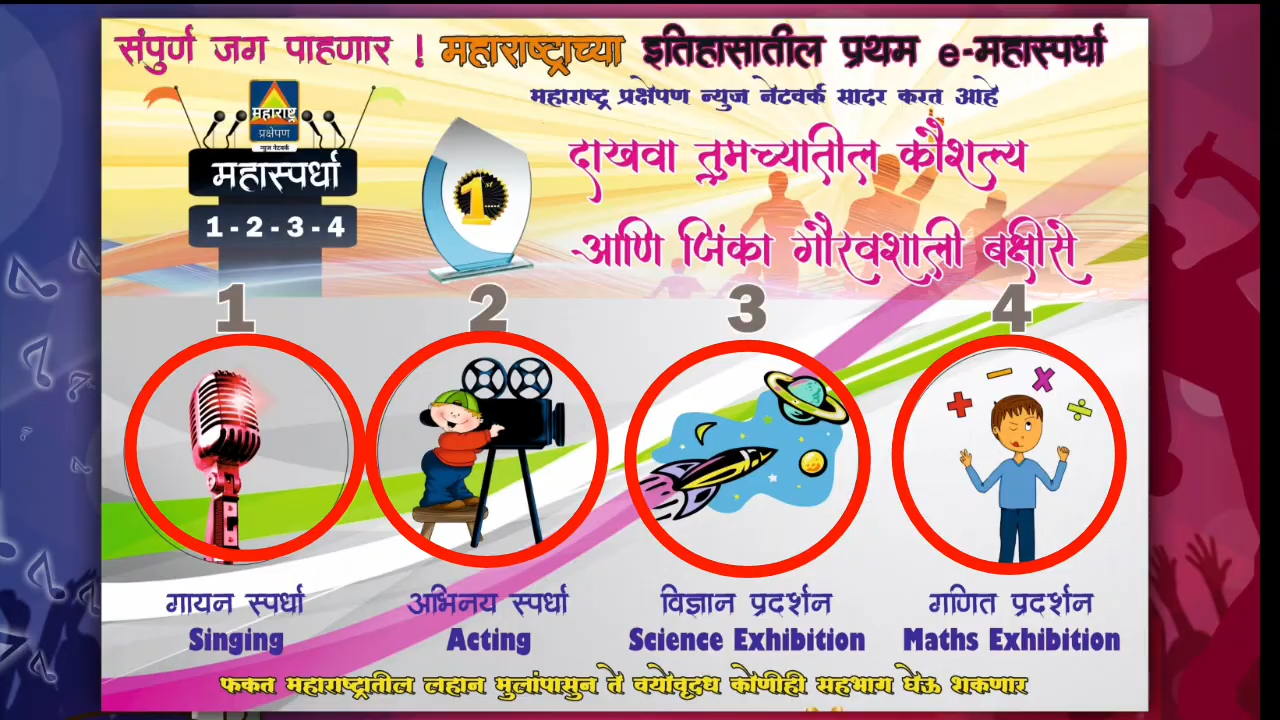 संपुर्ण जग पाहणार ! महाराष्ट्राच्या इतिहासातील प्रथम e-महास्पर्धा
महाराष्ट्र प्रक्षेपण न्युज नेटवर्क सादर करत आहे
महाराष्ट्र
प्रक्षेपण
न्युज नेटवर्क
महास्पर्धा
1-2-3-4
1st
दाखवा तुमच्यातील कौशल्य
आणि जिंका गौरवशाली बक्षीसे
1 2 3 4
गायन स्पर्धा अभिनय स्पर्धा विज्ञान प्रदर्शन गणित प्रदर्शन
Singing Acting Science Exhibition Maths Exhibition
फक्त महाराष्ट्रातील लहान मुलांपासुन ते वयोवृद्ध कोणीही सहभाग घेऊ शकणार